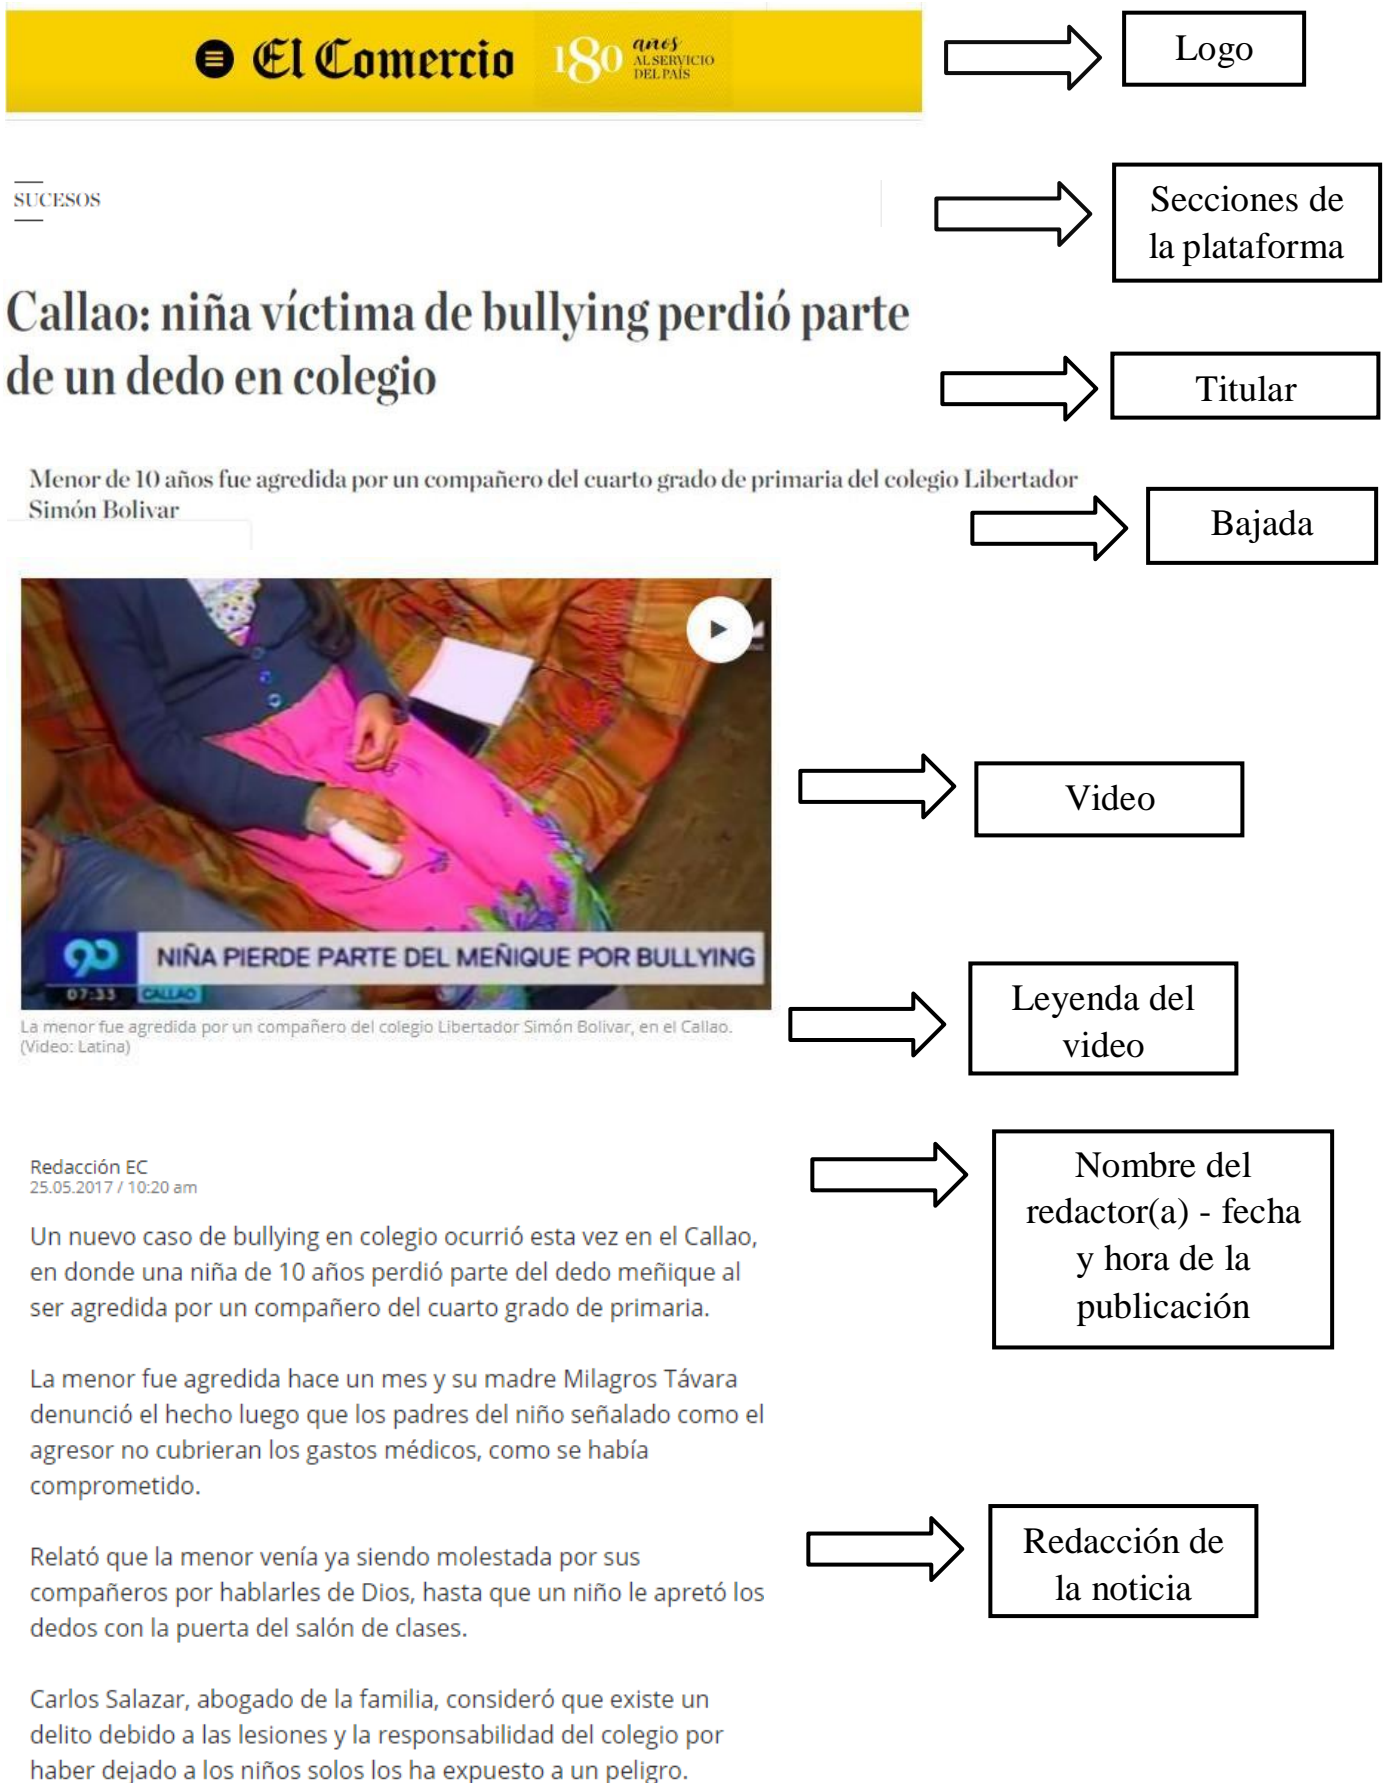 El Comercio
180 años
AL SERVICIO
DEL PAÍS
Logo
SUCESOS
Secciones de
la plataforma
Callao: niña víctima de bullying perdió parte
de un dedo en colegio
Titular
Menor de 10 años fue agredida por un compañero del cuarto grado de primaria del colegio Libertador
Simón Bolivar
Bajada
Video
90
NIÑA PIERDE PARTE DEL MEÑIQUE POR BULLYING
07:33
CALLAO
La menor fue agredida por un compañero del colegio Libertador Simón Bolivar, en el Callao.
(Video: Latina)
Leyenda del
video
Redacción EC
25.05.2017 / 10:20 am
Nombre del
redactor(a) - fecha
y hora de la
publicación
Un nuevo caso de bullying en colegio ocurrió esta vez en el Callao,
en donde una niña de 10 años perdió parte del dedo meñique al
ser agredida por un compañero del cuarto grado de primaria.
La menor fue agredida hace un mes y su madre Milagros Távara
denunció el hecho luego que los padres del niño señalado como el
agresor no cubrieran los gastos médicos, como se había
comprometido.
Relató que la menor venía ya siendo molestada por sus
compañeros por hablarles de Dios, hasta que un niño le apretó los
dedos con la puerta del salón de clases.
Redacción de
la noticia
Carlos Salazar, abogado de la familia, consideró que existe un
delito debido a las lesiones y la responsabilidad del colegio por
haber dejado a los niños solos los ha expuesto a un peligro.